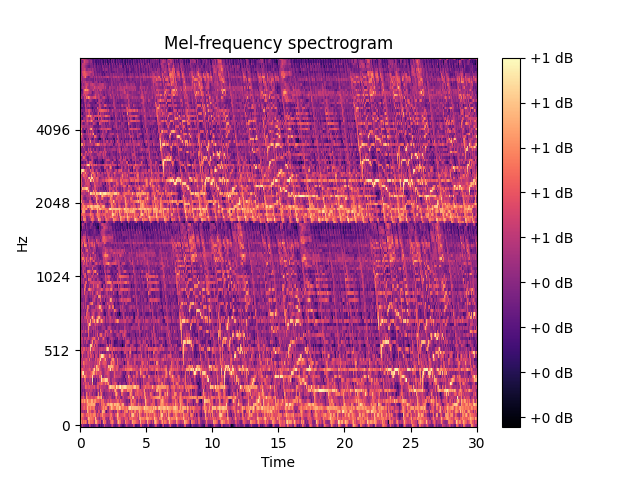 Mel-frequency spectrogram
Hz
4096
2048
1024
512
0
0 5 10 15 20 25 30
Time
+1 dB
+1 dB
+1 dB
+1 dB
+1 dB
+0 dB
+0 dB
+0 dB
+0 dB